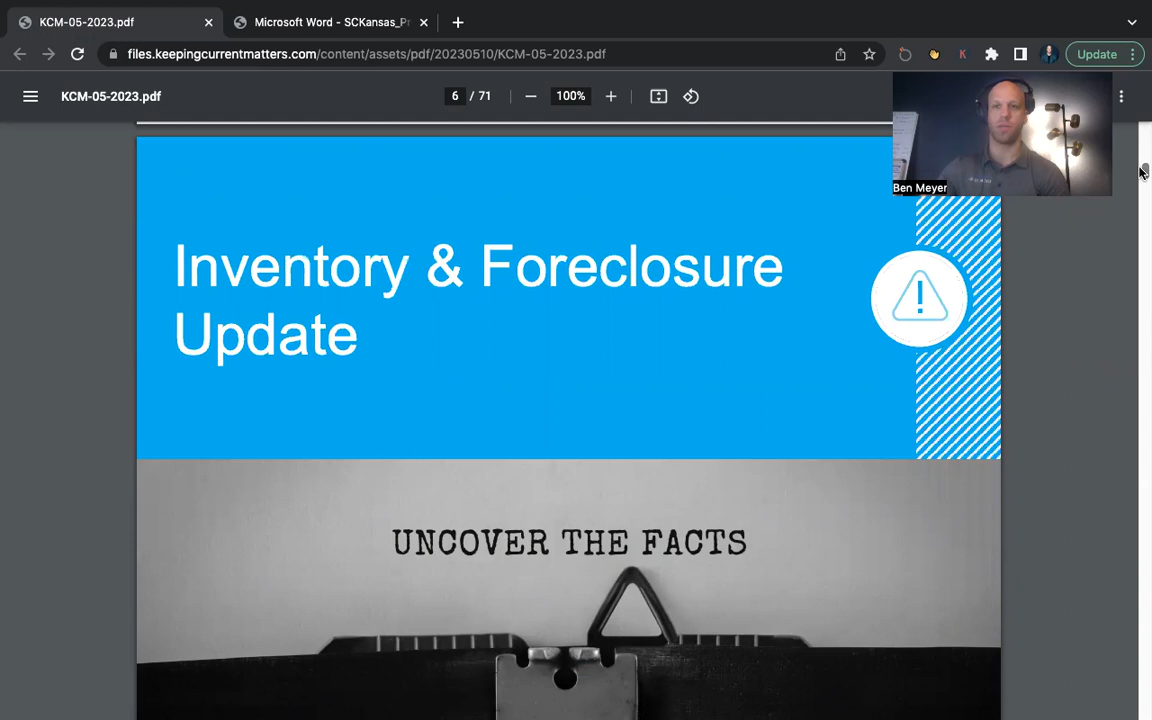 KCM-05-2023.pdf
Microsoft Word - SCKansas_Pr
files.keepingcurrentmatters.com/content/assets/pdf/20230510/KCM-05-2023.pdf
K
Update
KCM-05-2023.pdf
6 / 71
100%
Ben Meyer
Inventory & Foreclosure
Update
UNCOVER THE FACTS